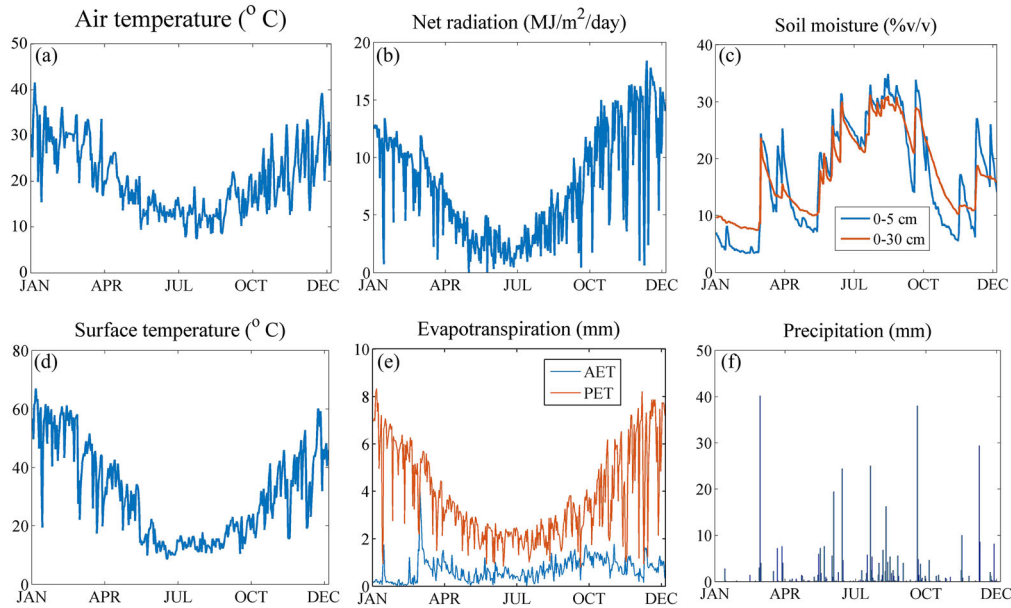 Air temperature (° C)
Net radiation (MJ/m²/day)
Soil moisture (%v/v)
50
(a)
40
30
20
10
0
JAN APR JUL OCT DEC
20
(b)
15
10
5
0
JAN APR JUL OCT DEC
40
(c)
30
20
10
0
0-5 cm
0-30 cm
JAN APR JUL OCT DEC
Surface temperature (° C)
Evapotranspiration (mm)
Precipitation (mm)
80
(d)
60
40
20
0
JAN APR JUL OCT DEC
10
(e)
8
6
4
2
0
AET
PET
JAN APR JUL OCT DEC
50
(f)
40
30
20
10
0
JAN APR JUL OCT DEC